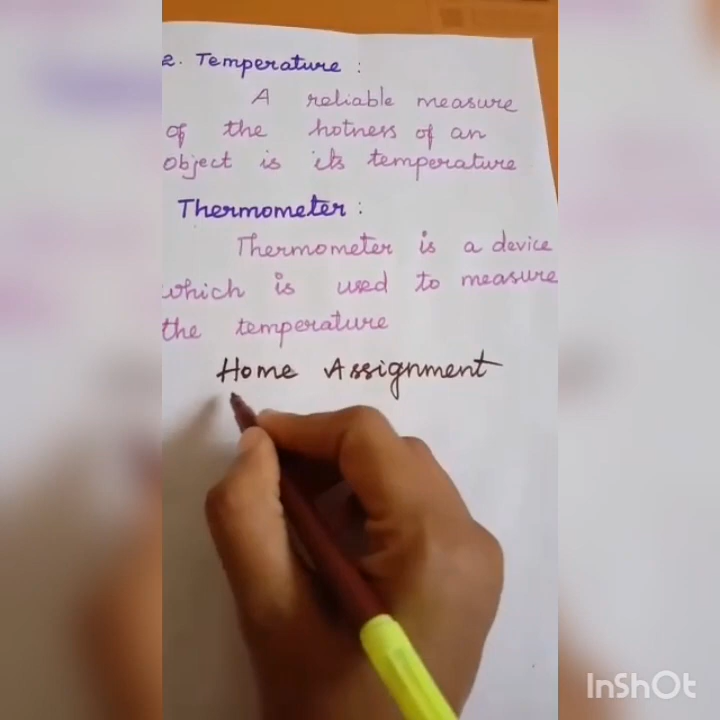 2. Temperature :
A reliable measure
of the hotness of an
object is its temperature
Thermometer :
Thermometer is a device
which is used to measure
the temperature
Home Assignment
InShOt